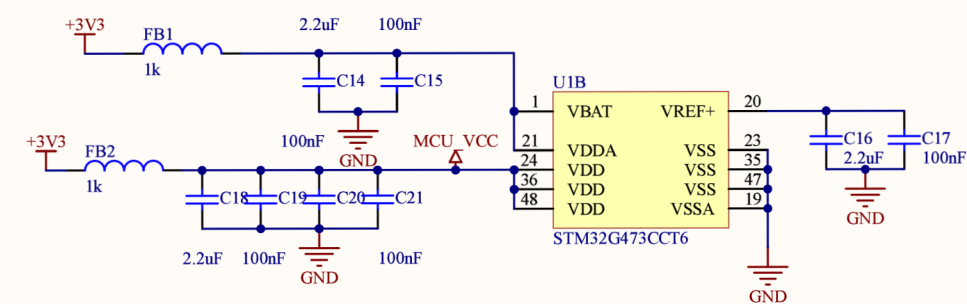 +3V3
FB1
1k
2.2uF 100nF
C14 C15
GND
U1B
1 VBAT VREF+ 20
21 VDDA VSS 23
24 VDD VSS 35
36 VDD VSS 47
48 VDD VSSA 19
STM32G473CCT6
C16 C17
2.2uF 100nF
GND
GND
+3V3
FB2
1k
100nF
MCU_VCC
C18 C19 C20 C21
2.2uF 100nF 100nF
GND